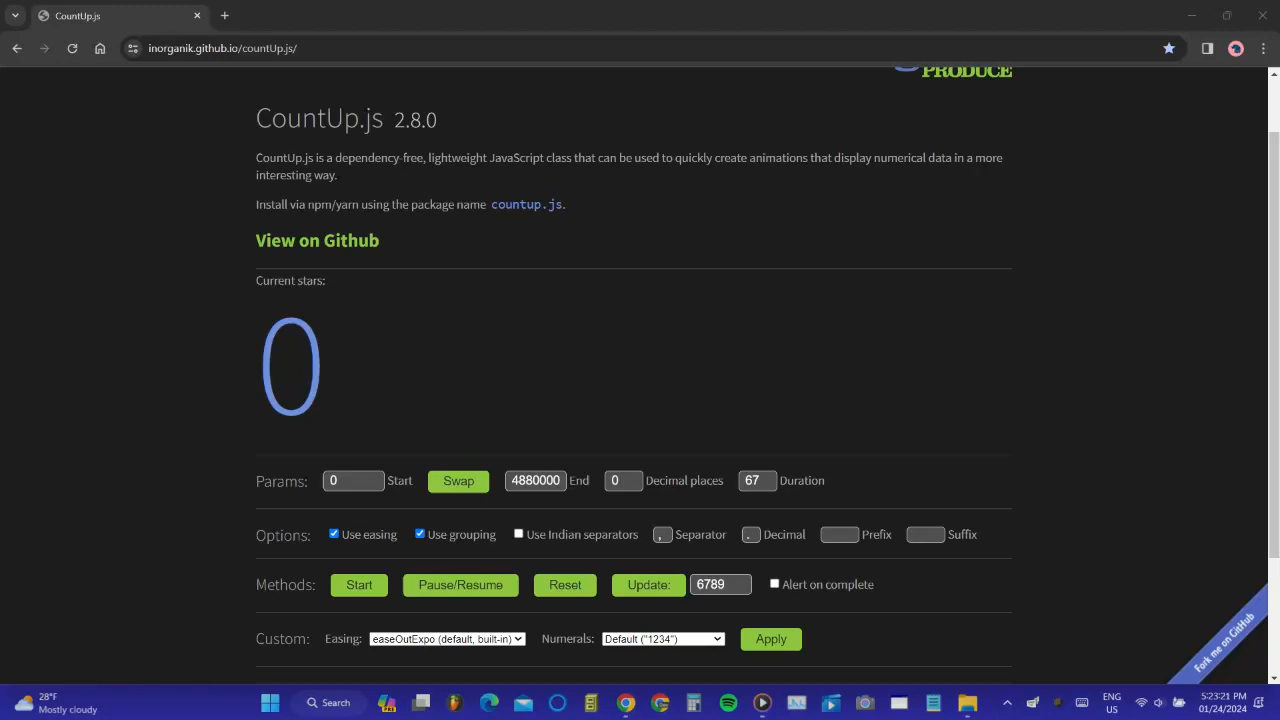 CountUp.js
inorganik.github.io/countUp.js/
PRODUCE
CountUp.js 2.8.0
CountUp.js is a dependency-free, lightweight JavaScript class that can be used to quickly create animations that display numerical data in a more
interesting way.
Install via npm/yarn using the package name countup.js.
View on Github
Current stars:
0
Params: 0 Start Swap 4880000 End 0 Decimal places 67 Duration
Options: Use easing Use grouping Use Indian separators , Separator . Decimal Prefix Suffix
Methods: Start Pause/Resume Reset Update: 6789 Alert on complete
Custom: Easing: easeOutExpo (default, built-in) Numerals: Default ("1234") Apply
Fork me on GitHub
28°F
Mostly cloudy
Search
ENG
US
5:23:21 PM
01/24/2024